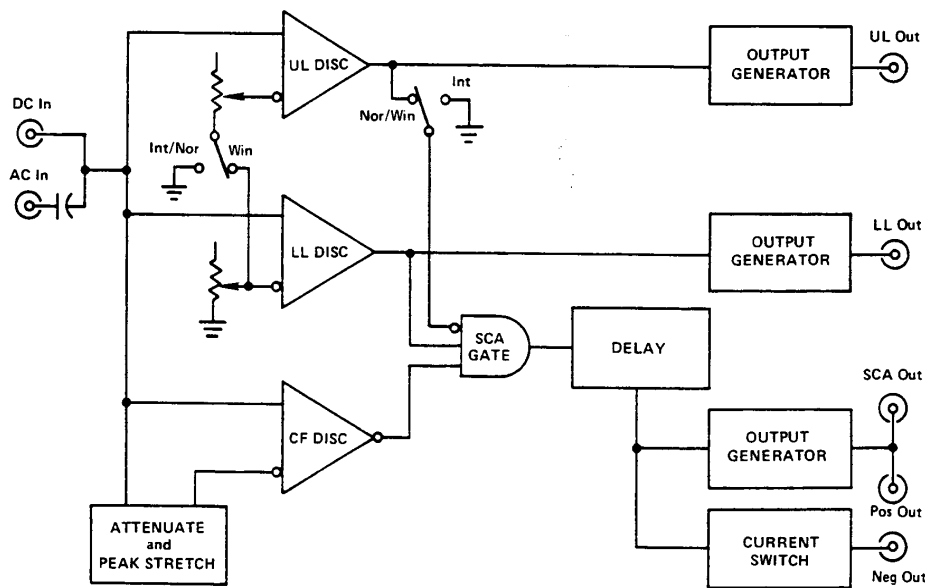 UL DISC
OUTPUT
GENERATOR
UL Out
Int
Nor/Win
DC In
Int/Nor
Win
AC In
LL DISC
OUTPUT
GENERATOR
LL Out
SCA
GATE
DELAY
SCA Out
CF DISC
OUTPUT
GENERATOR
Pos Out
ATTENUATE
and
PEAK STRETCH
CURRENT
SWITCH
Neg Out